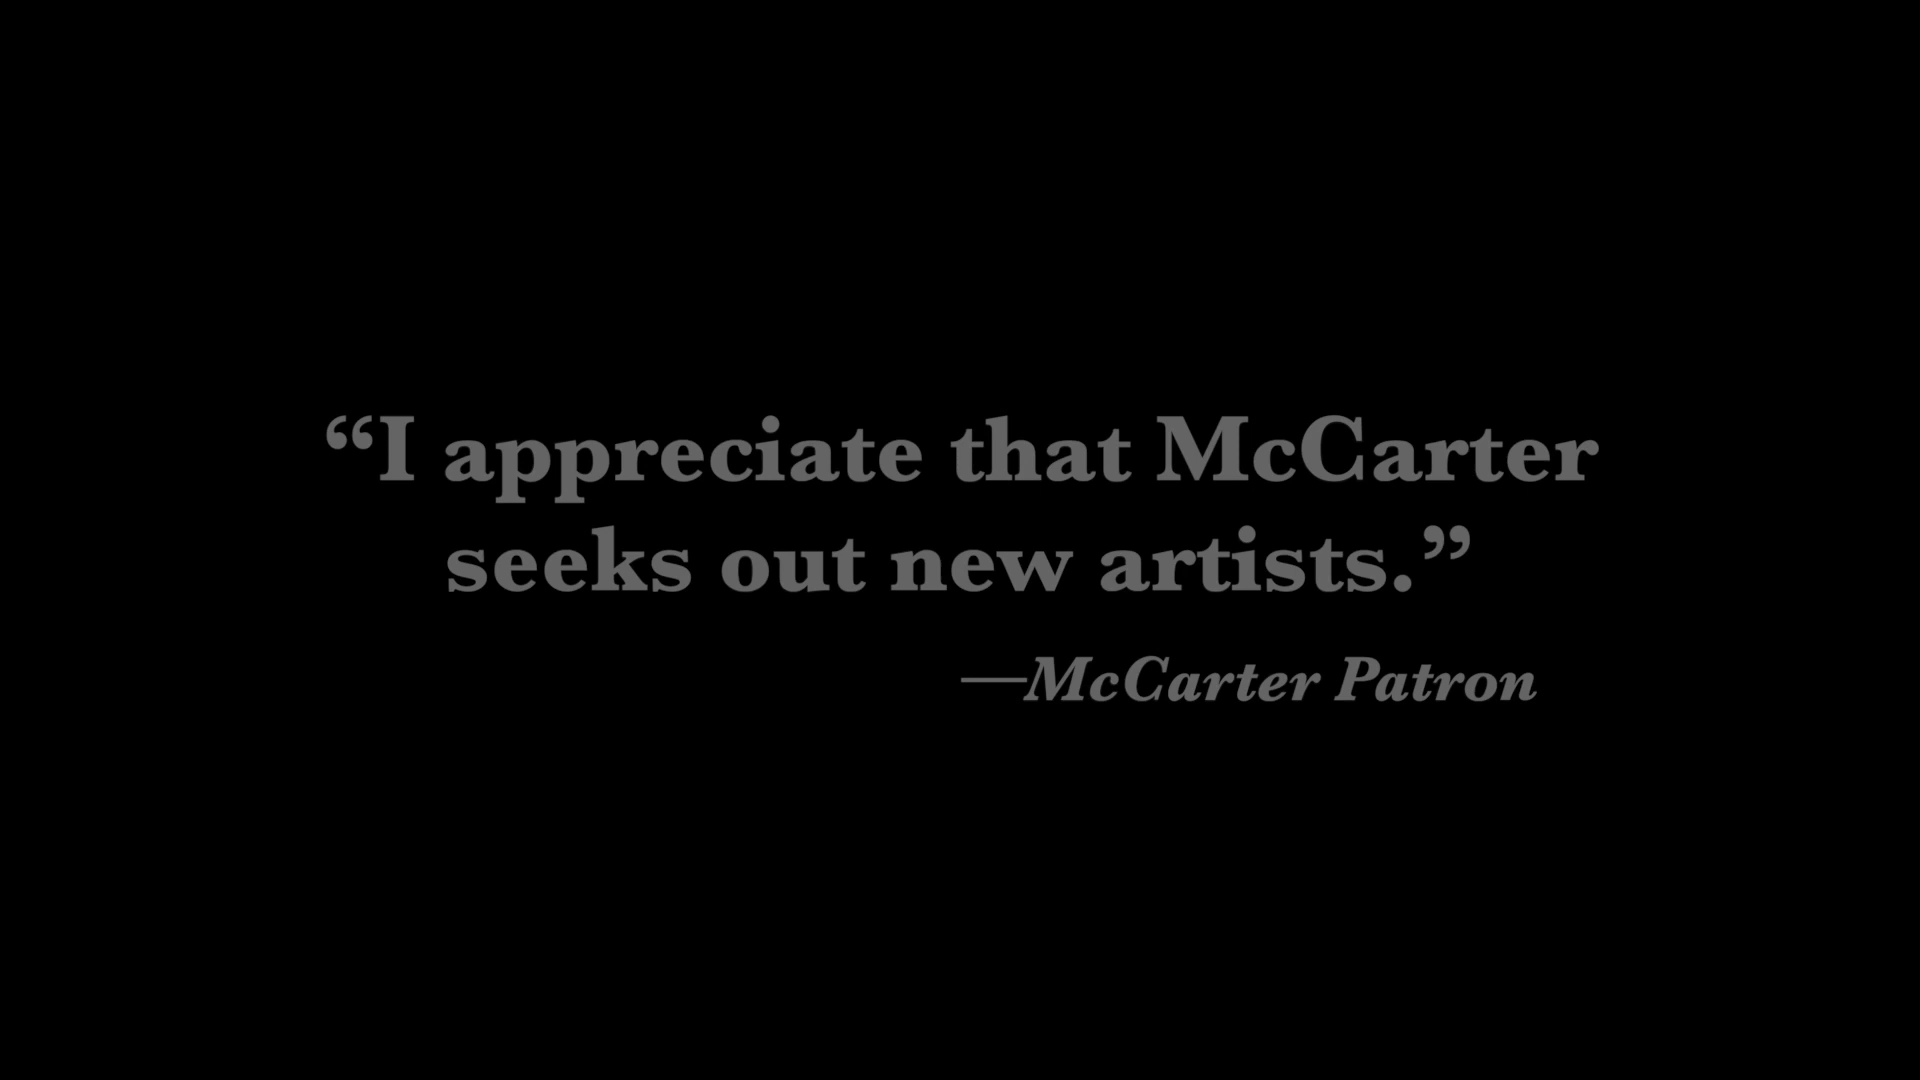 “I appreciate that McCarter
seeks out new artists.”
—McCarter Patron